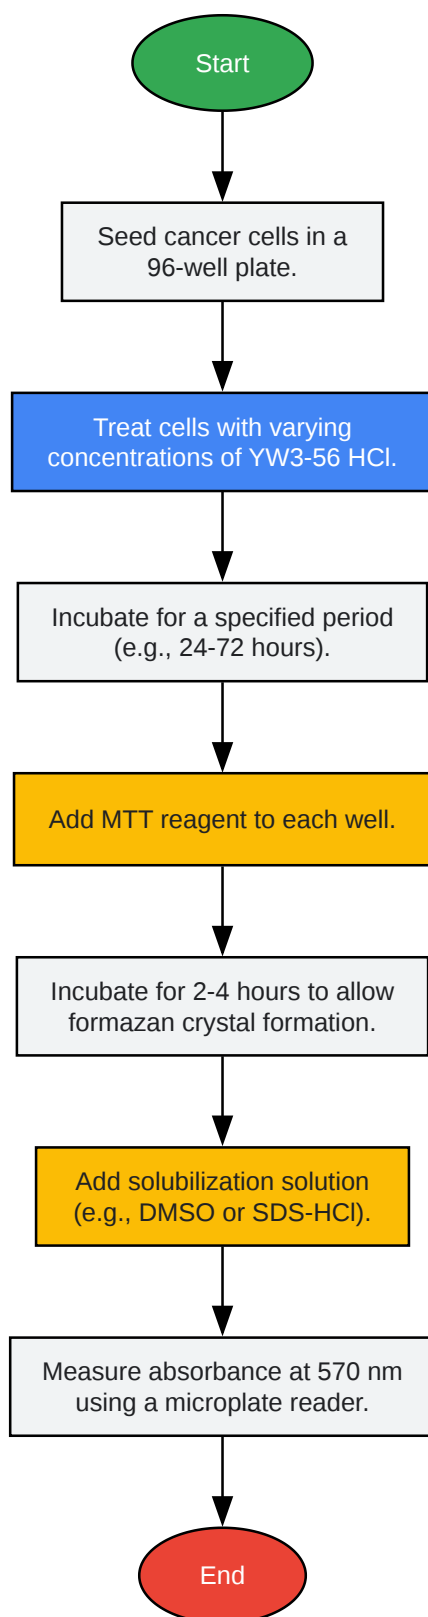 Start
Seed cancer cells in a
96-well plate.
Treat cells with varying
concentrations of YW3-56 HCl.
Incubate for a specified period
(e.g., 24-72 hours).
Add MTT reagent to each well.
Incubate for 2-4 hours to allow
formazan crystal formation.
Add solubilization solution
(e.g., DMSO or SDS-HCl).
Measure absorbance at 570 nm
using a microplate reader.
End